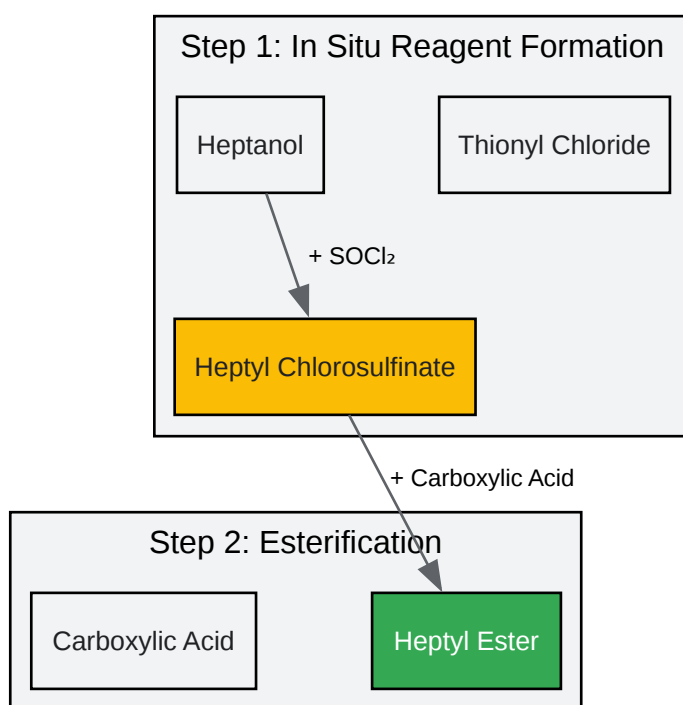 Step 1: In Situ Reagent Formation
Heptanol
Thionyl Chloride
+ SOCl₂
Heptyl Chlorosulfinate
+ Carboxylic Acid
Step 2: Esterification
Carboxylic Acid
Heptyl Ester